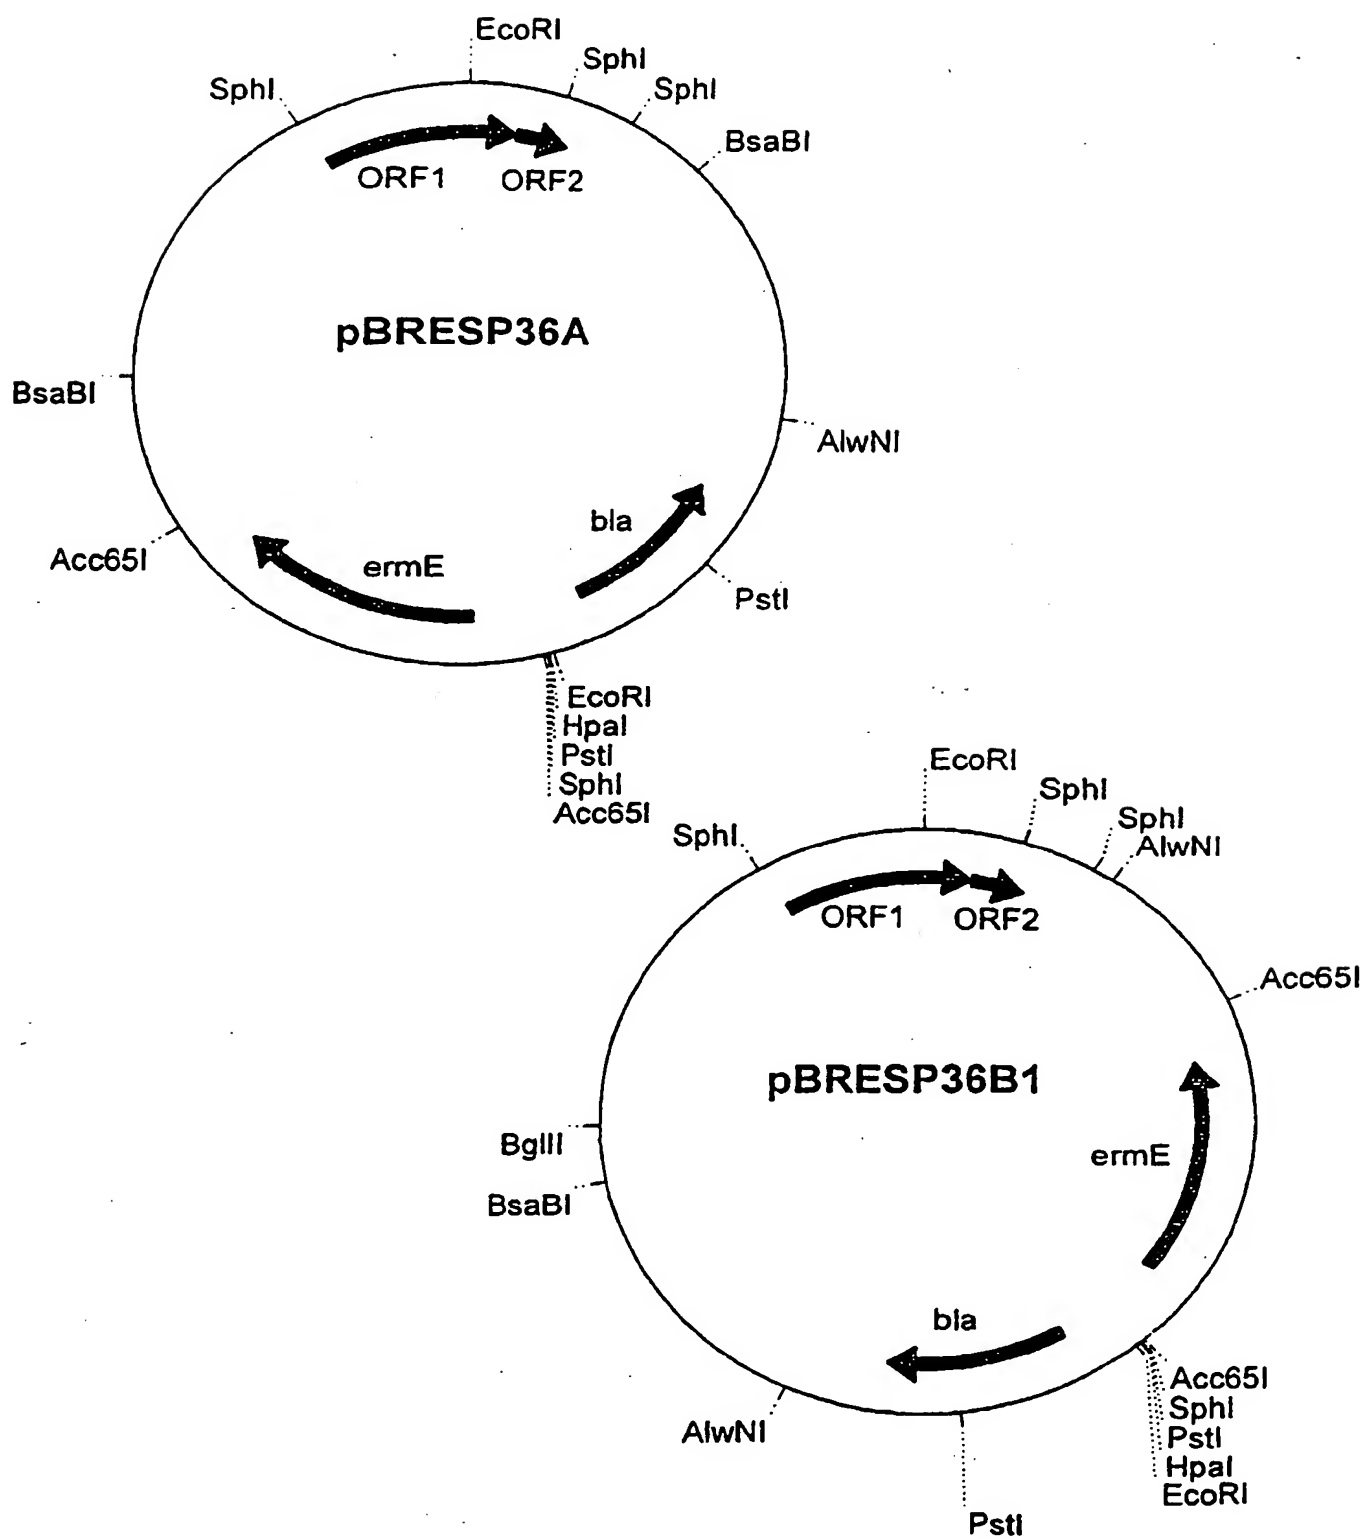 EcoRI
SphI
SphI
SphI
BsaBI
ORF1
ORF2
pBRESP36A
BsaBI
AlwNI
bla
Acc65I
ermE
PstI
EcoRI
HpaI
PstI
SphI
Acc65I
EcoRI
SphI
SphI
SphI
AlwNI
ORF1
ORF2
Acc65I
pBRESP36B1
BglII
ermE
BsaBI
bla
Acc65I
SphI
AlwNI
PstI
HpaI
EcoRI
PstI